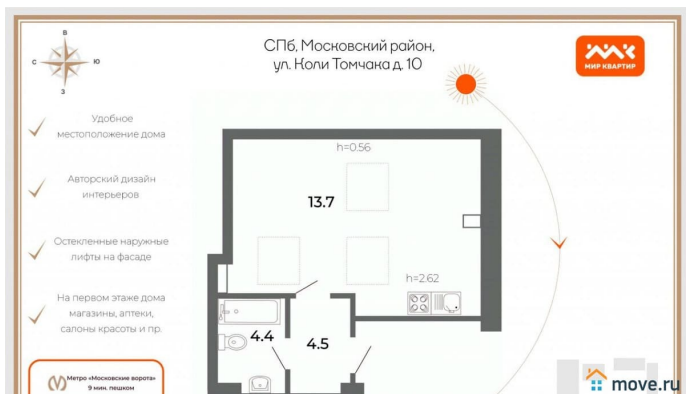 СПб, Московский район,
ул. Коли Томчака д. 10
МИР КВАРТИР
В
С
Ю
З
Удобное
местоположение дома
Авторский дизайн
интерьеров
Остекленные наружные
лифты на фасаде
На первом этаже дома
магазины, аптеки,
салоны красоты и пр.
Метро «Московские ворота»
9 мин. пешком
h=0.56
13.7
h=2.62
4.4
4.5
move.ru